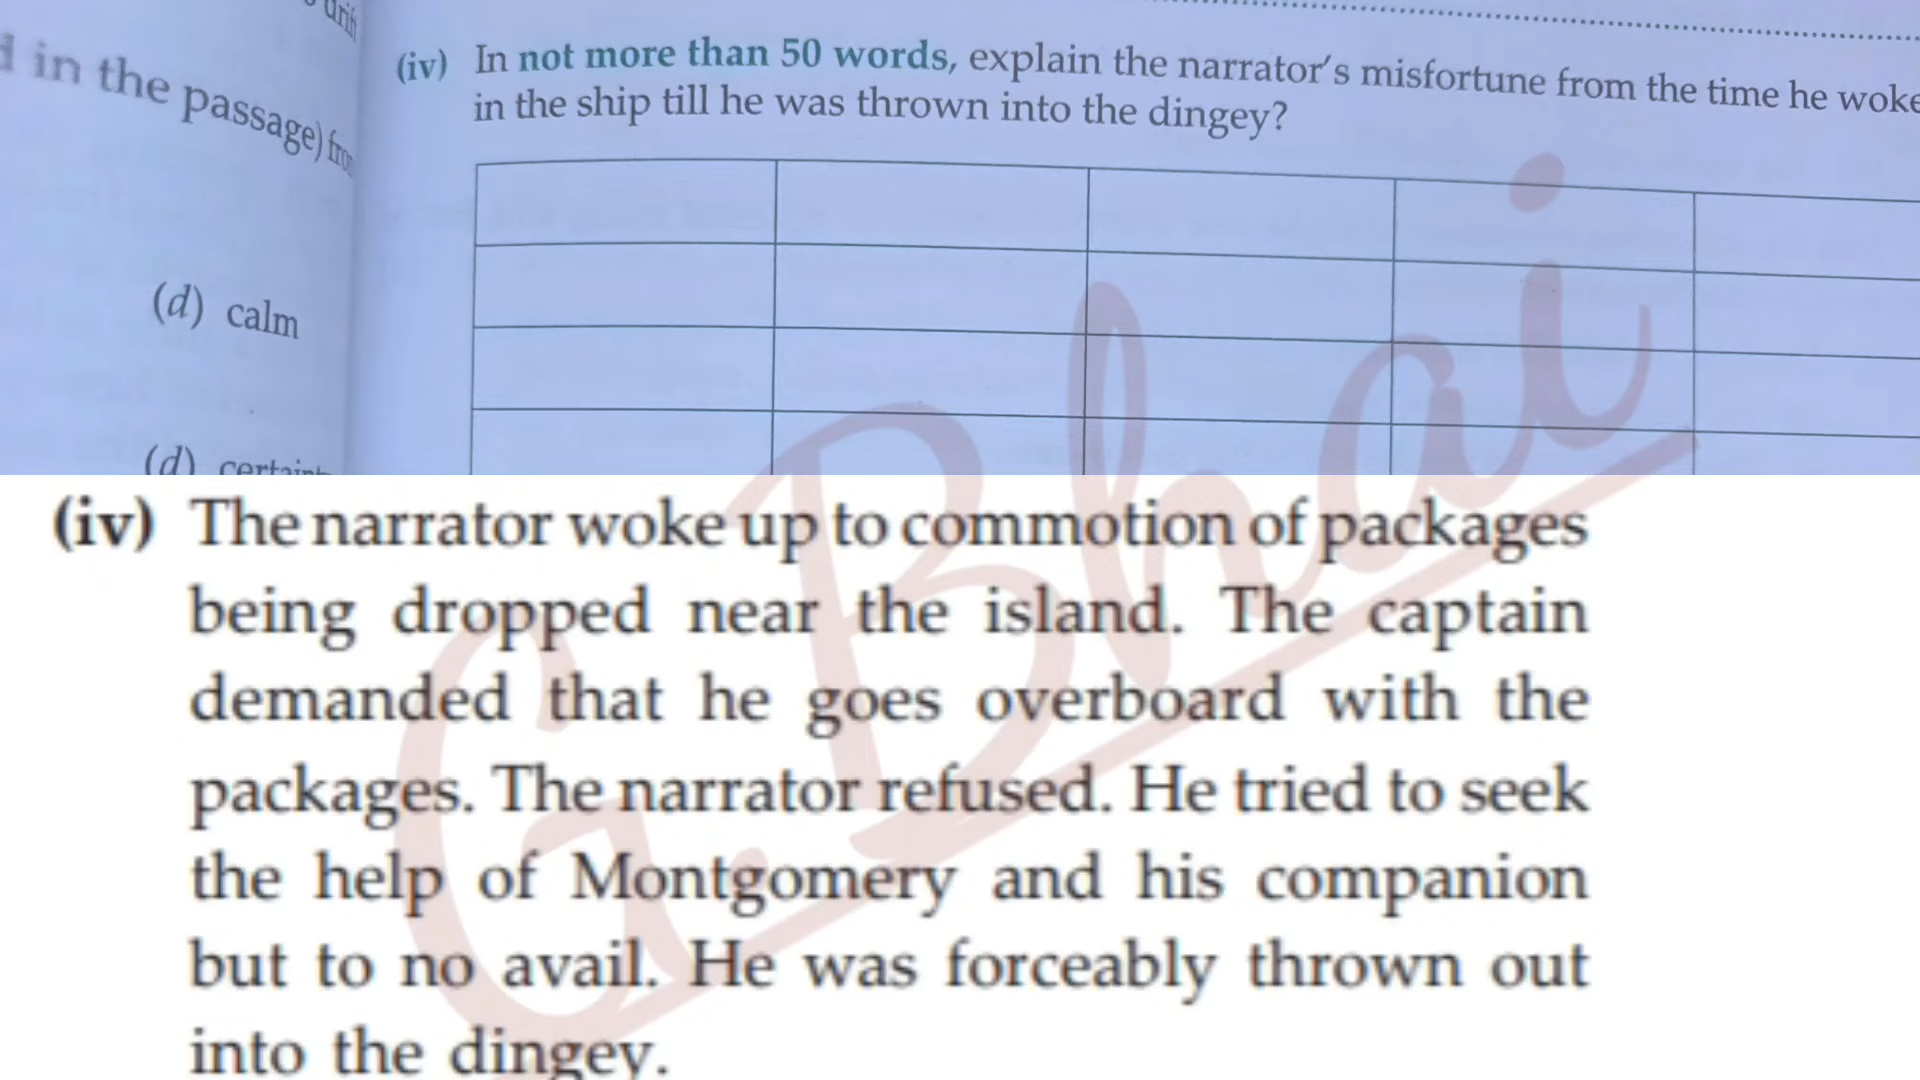 d in the passage) from
(d) calm
(d) certaint
(iv) In not more than 50 words, explain the narrator's misfortune from the time he woke
in the ship till he was thrown into the dingey?
(iv) The narrator woke up to commotion of packages
being dropped near the island. The captain
demanded that he goes overboard with the
packages. The narrator refused. He tried to seek
the help of Montgomery and his companion
but to no avail. He was forceably thrown out
into the dingey.
G.Bhai